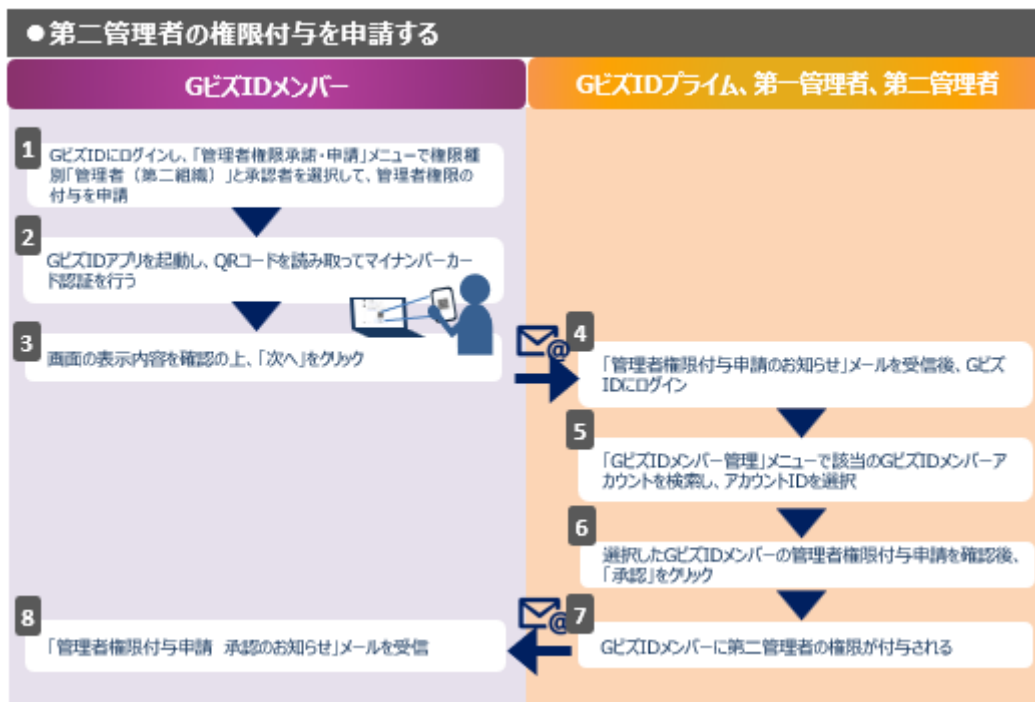 ●第二管理者の権限付与を申請する
GビズIDメンバー
GビズIDプライム、第一管理者、第二管理者
1
GビズIDにログインし、「管理者権限承諾・申請」メニューで権限種
別「管理者（第二組織）」と承認者を選択して、管理者権限の
付与を申請
2
GビズIDアプリを起動し、QRコードを読み取ってマイナンバーカー
ド認証を行う
3
画面の表示内容を確認の上、「次へ」をクリック
@
4
「管理者権限付与申請のお知らせ」メールを受信後、Gビズ
IDにログイン
5
「GビズIDメンバー管理」メニューで該当のGビズIDメンバーア
カウントを検索し、アカウントIDを選択
6
選択したGビズIDメンバーの管理者権限付与申請を確認後、
「承認」をクリック
@
7
GビズIDメンバーに第二管理者の権限が付与される
8
「管理者権限付与申請 承認のお知らせ」メールを受信